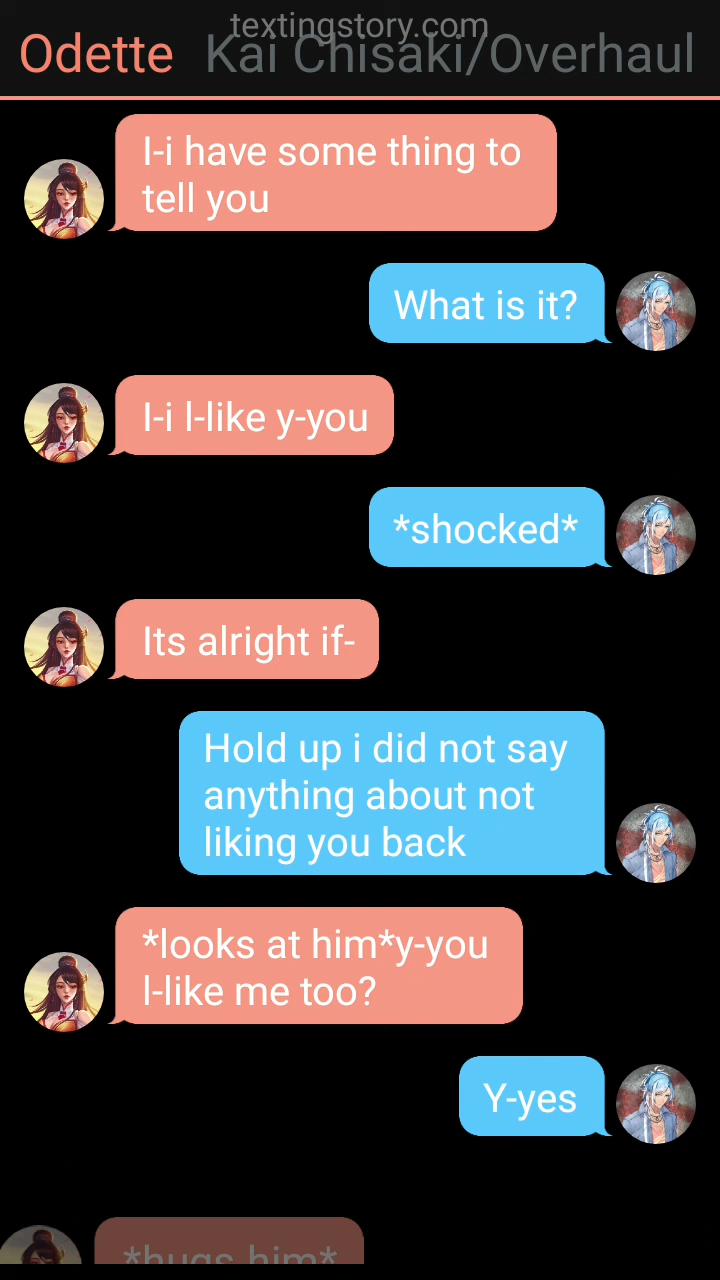 textingstory.com
Odette Kai Chisaki/Overhaul
I-i have some thing to
tell you
What is it?
I-i l-like y-you
*shocked*
Its alright if-
Hold up i did not say
anything about not
liking you back
*looks at him*y-you
l-like me too?
Y-yes
*hugs him*